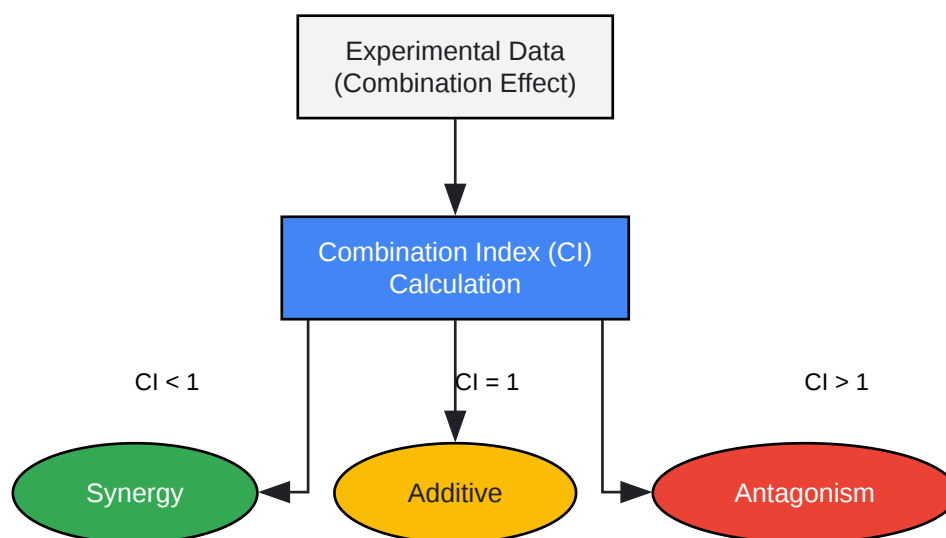 Experimental Data
(Combination Effect)
Combination Index (CI)
Calculation
CI < 1
CI = 1
CI > 1
Synergy
Additive
Antagonism